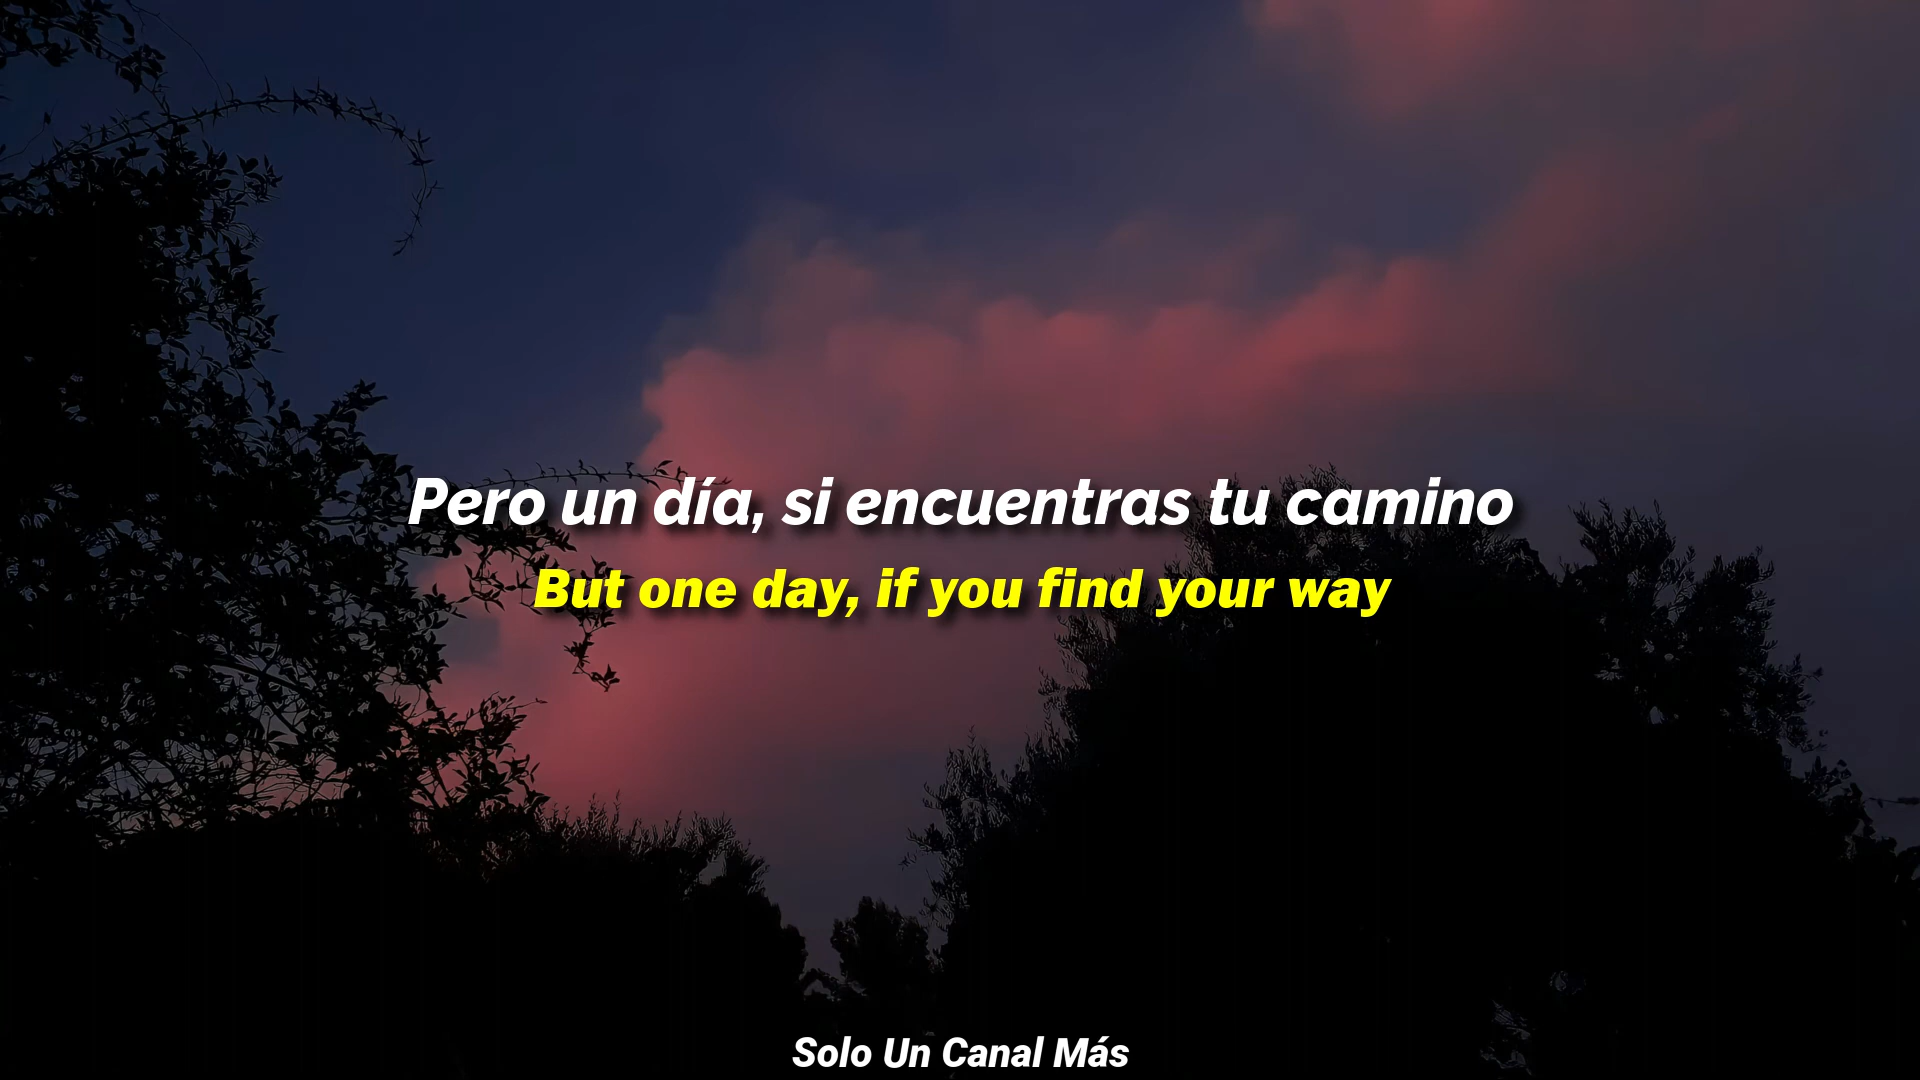 Pero un día, si encuentras tu camino
But one day, if you find your way
Solo Un Canal Más